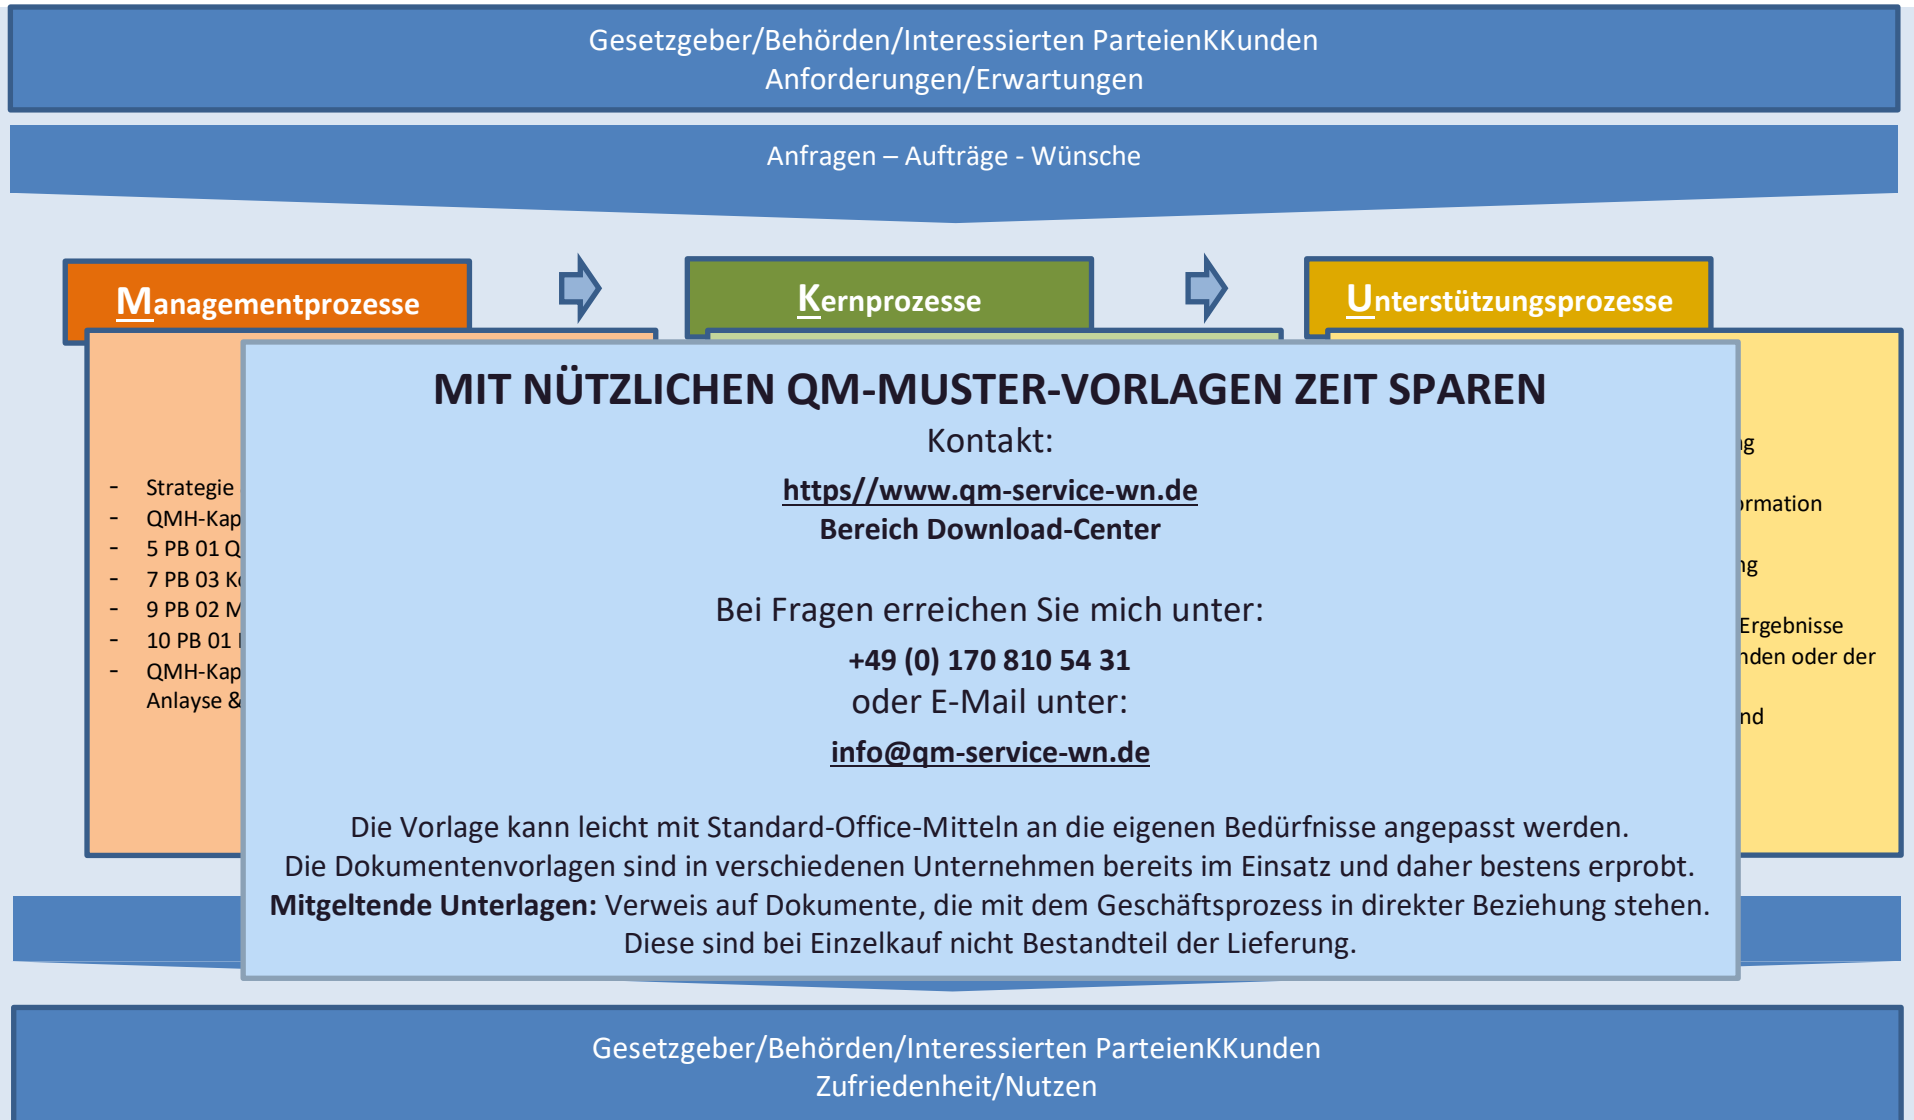 Gesetzgeber/Behörden/Interessierten ParteienKKunden
Anforderungen/Erwartungen
Anfragen – Aufträge - Wünsche
Managementprozesse
Kernprozesse
Unterstützungsprozesse
- Strategie
- QMH-Kap
- 5 PB 01 Q
- 7 PB 03
- 9 PB 02 M
- 10 PB 01
- QMH-Kap
Anlayse &
MIT NÜTZLICHEN QM-MUSTER-VORLAGEN ZEIT SPAREN
Kontakt:
https//www.qm-service-wn.de
Bereich Download-Center
Bei Fragen erreichen Sie mich unter:
+49 (0) 170 810 54 31
oder E-Mail unter:
info@qm-service-wn.de
Die Vorlage kann leicht mit Standard-Office-Mitteln an die eigenen Bedürfnisse angepasst werden.
Die Dokumentenvorlagen sind in verschiedenen Unternehmen bereits im Einsatz und daher bestens erprobt.
Mitgeltende Unterlagen: Verweis auf Dokumente, die mit dem Geschäftsprozess in direkter Beziehung stehen.
Diese sind bei Einzelkauf nicht Bestandteil der Lieferung.
ormation
ng
Ergebnisse
nden oder der
nd
Gesetzgeber/Behörden/Interessierten ParteienKKunden
Zufriedenheit/Nutzen